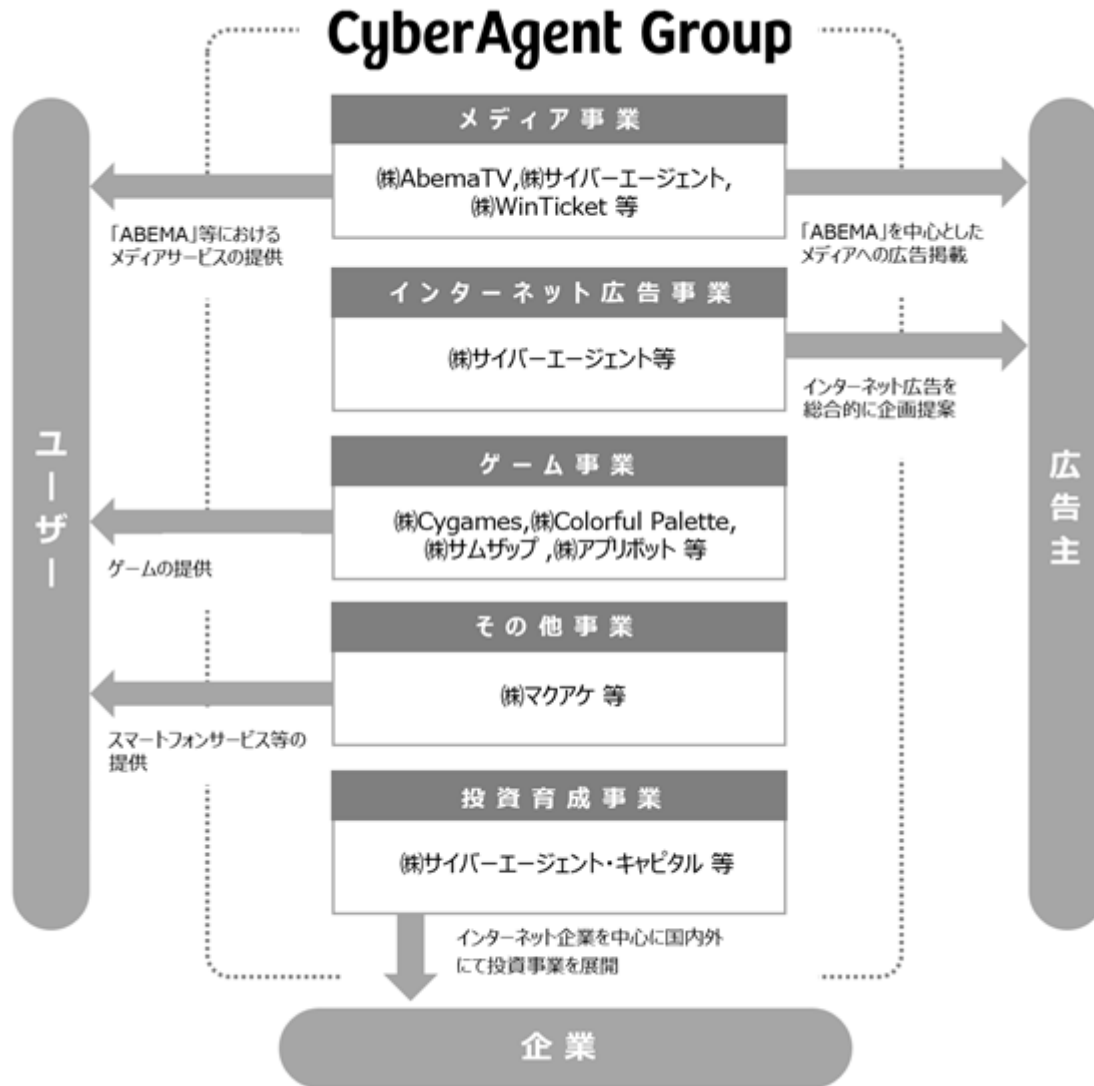 CyberAgent Group
メディア事業
㈱AbemaTV,㈱サイバーエージェント,
㈱WinTicket 等
「ABEMA」等における
メディアサービスの提供
「ABEMA」を中心とした
メディアへの広告掲載
インターネット広告事業
㈱サイバーエージェント等
インターネット広告を
総合的に企画提案
ユーザー
広告主
ゲーム事業
㈱Cygames,㈱Colorful Palette,
㈱サムザップ ,㈱アプリボット 等
ゲームの提供
その他事業
㈱マクアケ 等
スマートフォンサービス等の
提供
投資育成事業
㈱サイバーエージェント・キャピタル 等
インターネット企業を中心に国内外
にて投資事業を展開
企業